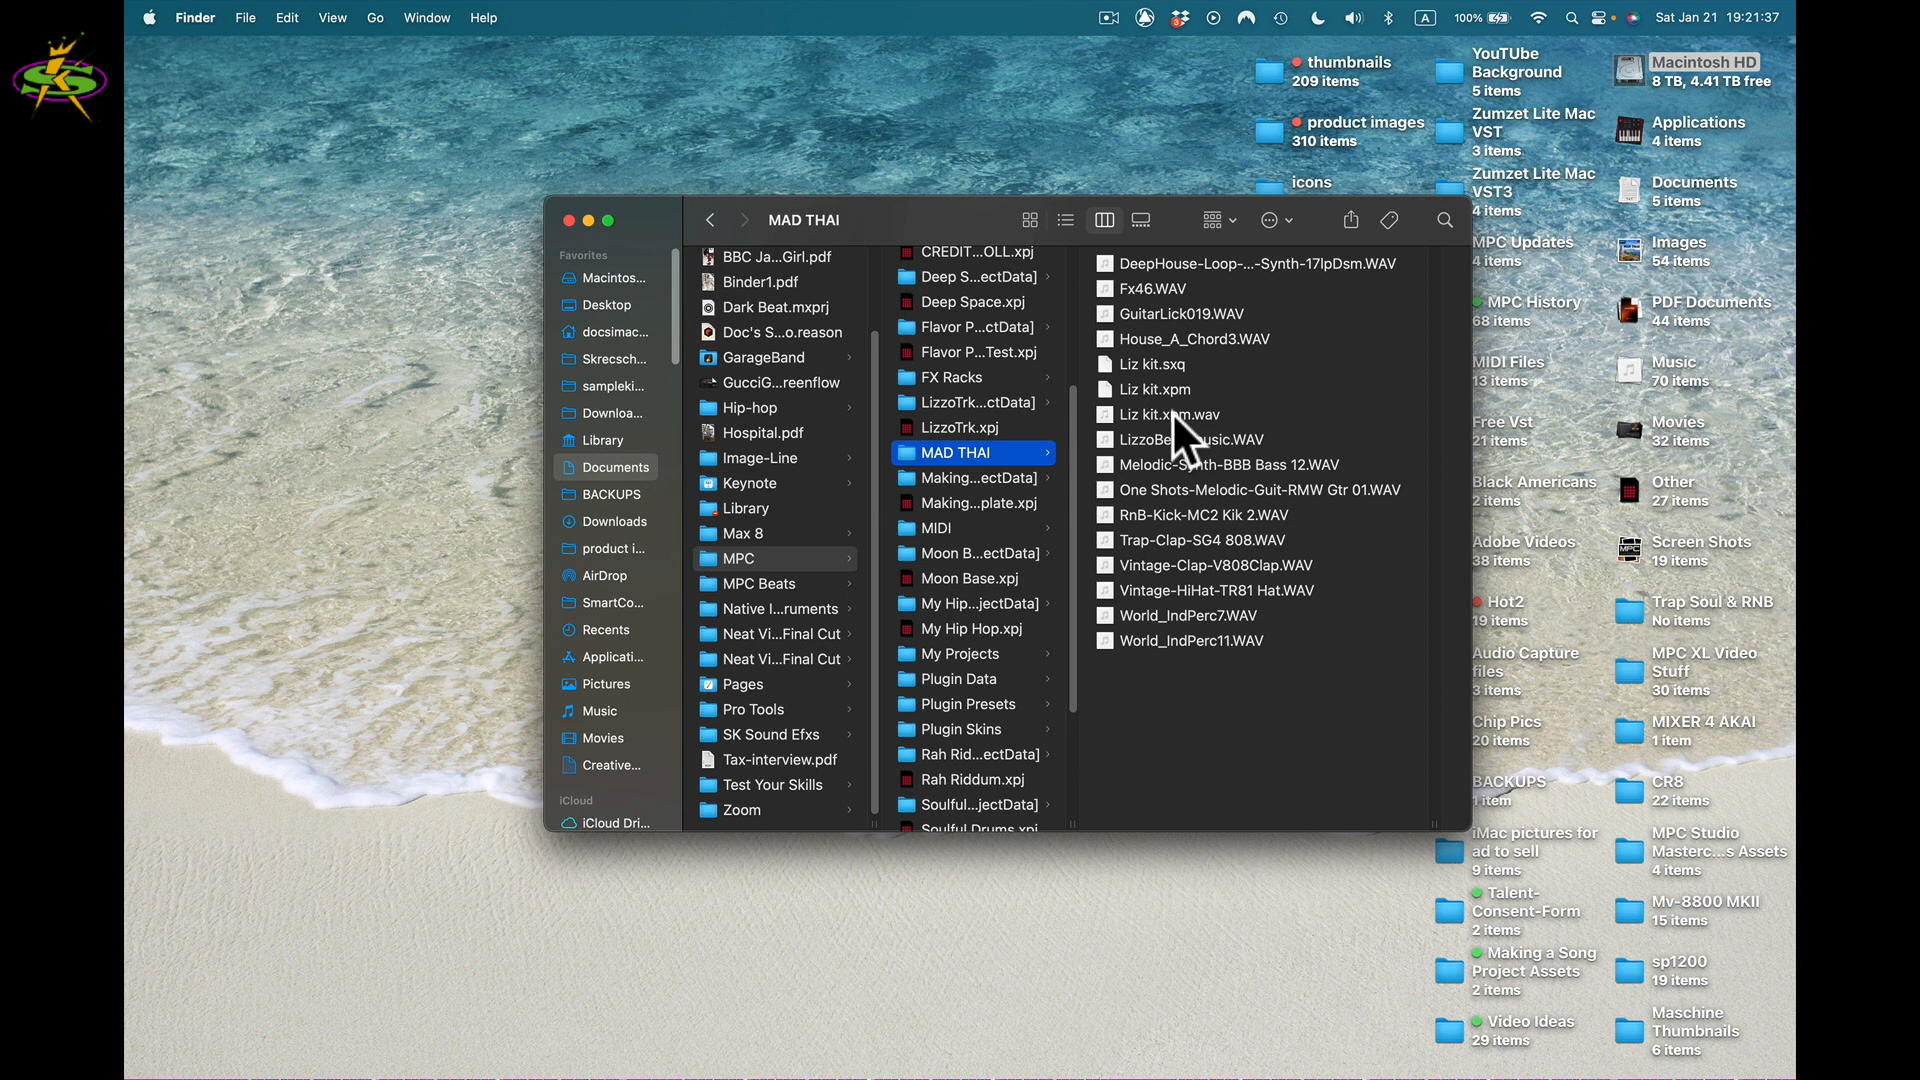 Finder File Edit View Go Window Help
3
A
100%
Sat Jan 21 19:21:37
SK
thumbnails
209 items
product images
310 items
icons
YouTUbe
Background
5 items
Zumzet Lite Mac
VST
3 items
Zumzet Lite Mac
VST3
4 items
MPC Updates
4 items
MPC History
68 items
MIDI Files
13 items
Free Vst
21 items
Black Americans
2 items
Adobe Videos
38 items
Hot2
19 items
Audio Capture
files
3 items
Chip Pics
20 items
BACKUPS
1 item
iMac pictures for
ad to sell
9 items
Talent-
Consent-Form
2 items
Making a Song
Project Assets
2 items
Video Ideas
29 items
Macintosh HD
8 TB, 4.41 TB free
Applications
4 items
Documents
5 items
Images
54 items
PDF Documents
44 items
Music
70 items
Movies
32 items
Other
27 items
MPC
Screen Shots
19 items
Trap Soul & RNB
No items
MPC XL Video
Stuff
30 items
MIXER 4 AKAI
1 item
CR8
22 items
MPC Studio
Masterc...s Assets
4 items
Mv-8800 MKII
15 items
sp1200
19 items
Maschine
Thumbnails
6 items
MAD THAI
Favorites
Macintos...
Desktop
docsimac...
Skrecsch...
sampleki...
Downloa...
Library
Documents
BACKUPS
Downloads
product i...
AirDrop
SmartCo...
Recents
Applicati...
Pictures
Music
Movies
Creative...
iCloud
iCloud Dri...
BBC Ja...Girl.pdf
Binder1.pdf
Dark Beat.mxprj
Doc's S...o.reason
GarageBand
GucciG...reenflow
Hip-hop
Hospital.pdf
Image-Line
Keynote
Library
Max 8
MPC
MPC Beats
Native I...ruments
Neat Vi...Final Cut
Neat Vi...Final Cut
Pages
Pro Tools
SK Sound Efxs
Tax-interview.pdf
Test Your Skills
Zoom
CREDIT...OLL.xpj
Deep S...ectData]
Deep Space.xpj
Flavor P...ctData]
Flavor P...Test.xpj
FX Racks
LizzoTrk...ctData]
LizzoTrk.xpj
MAD THAI
Making...ectData]
Making...plate.xpj
MIDI
Moon B...ectData]
Moon Base.xpj
My Hip...jectData]
My Hip Hop.xpj
My Projects
Plugin Data
Plugin Presets
Plugin Skins
Rah Rid...ectData]
Rah Riddum.xpj
Soulful...jectData]
Soulful Drums.xpj
DeepHouse-Loop-...-Synth-17lpDsm.WAV
Fx46.WAV
GuitarLick019.WAV
House_A_Chord3.WAV
Liz kit.sxq
Liz kit.xpm
Liz kit.xpm.wav
Melodic-Synth-BBB Bass 12.WAV
One Shots-Melodic-Guit-RMW Gtr 01.WAV
RnB-Kick-MC2 Kik 2.WAV
Trap-Clap-SG4 808.WAV
Vintage-Clap-V808Clap.WAV
Vintage-HiHat-TR81 Hat.WAV
World_IndPerc7.WAV
World_IndPerc11.WAV